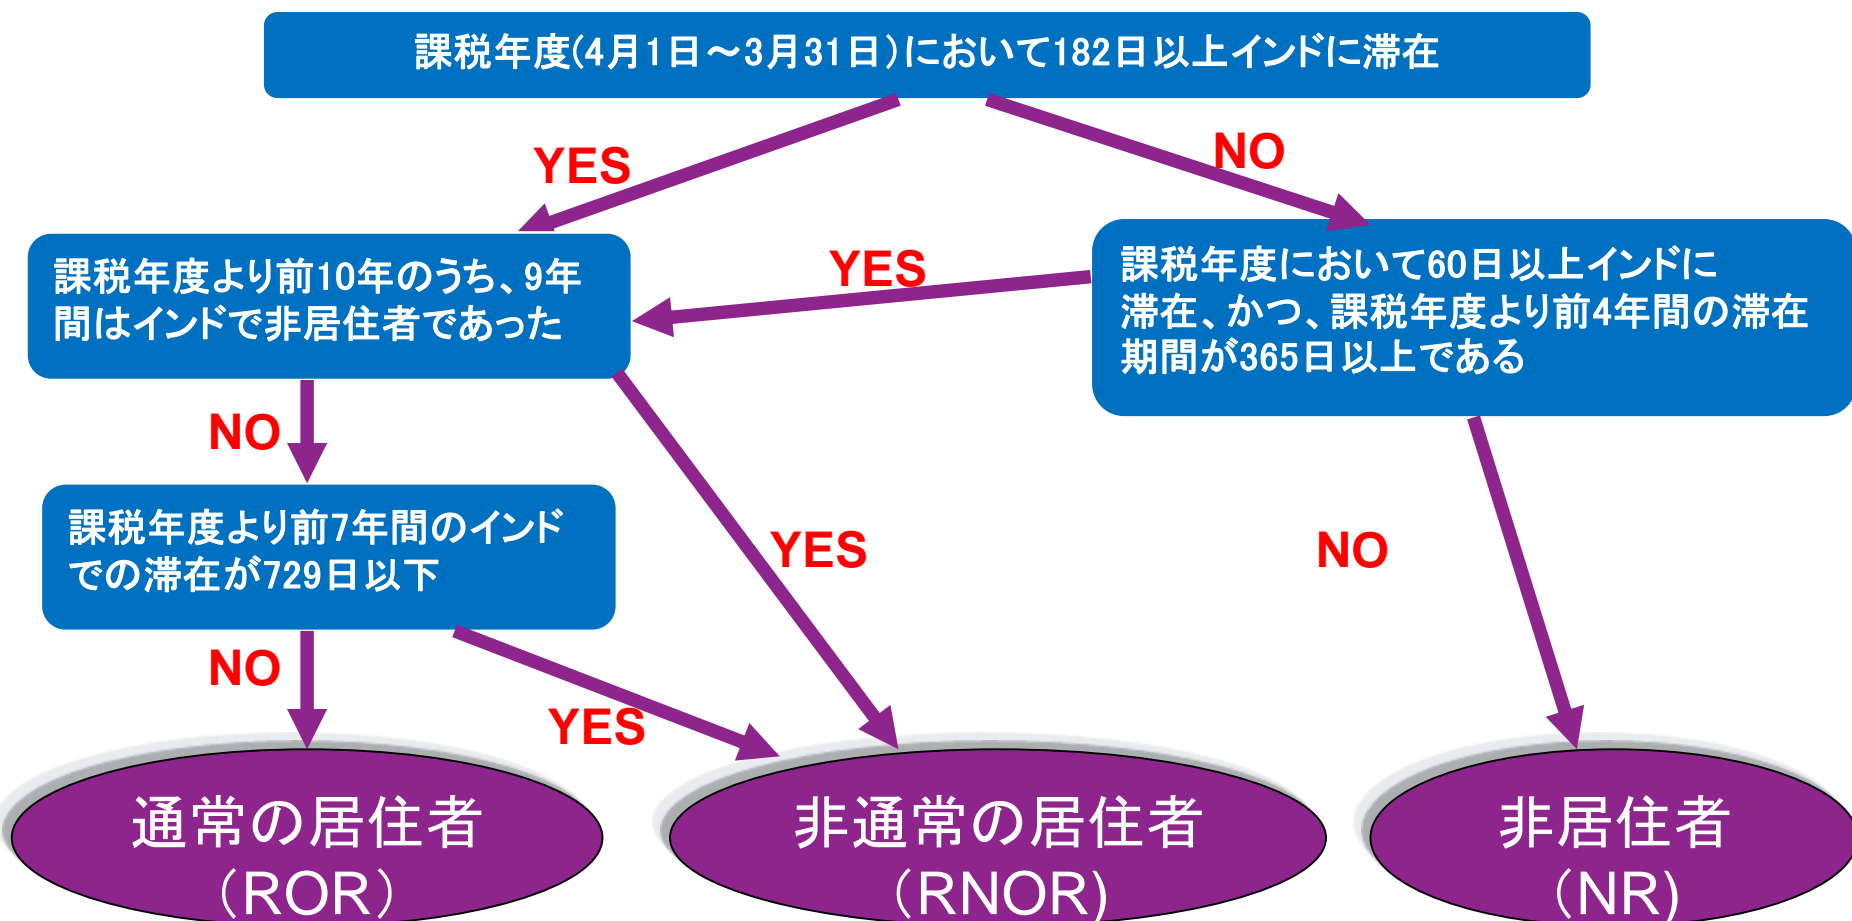 課税年度(4月1日～3月31日)において182日以上インドに滞在
YES
NO
課税年度より前10年のうち、9年
間はインドで非居住者であった
YES
課税年度において60日以上インドに
滞在、かつ、課税年度より前4年間の滞在
期間が365日以上である
NO
課税年度より前7年間のインド
での滞在が729日以下
YES
NO
NO
YES
通常の居住者
（ROR）
非通常の居住者
（RNOR)
非居住者
（NR)